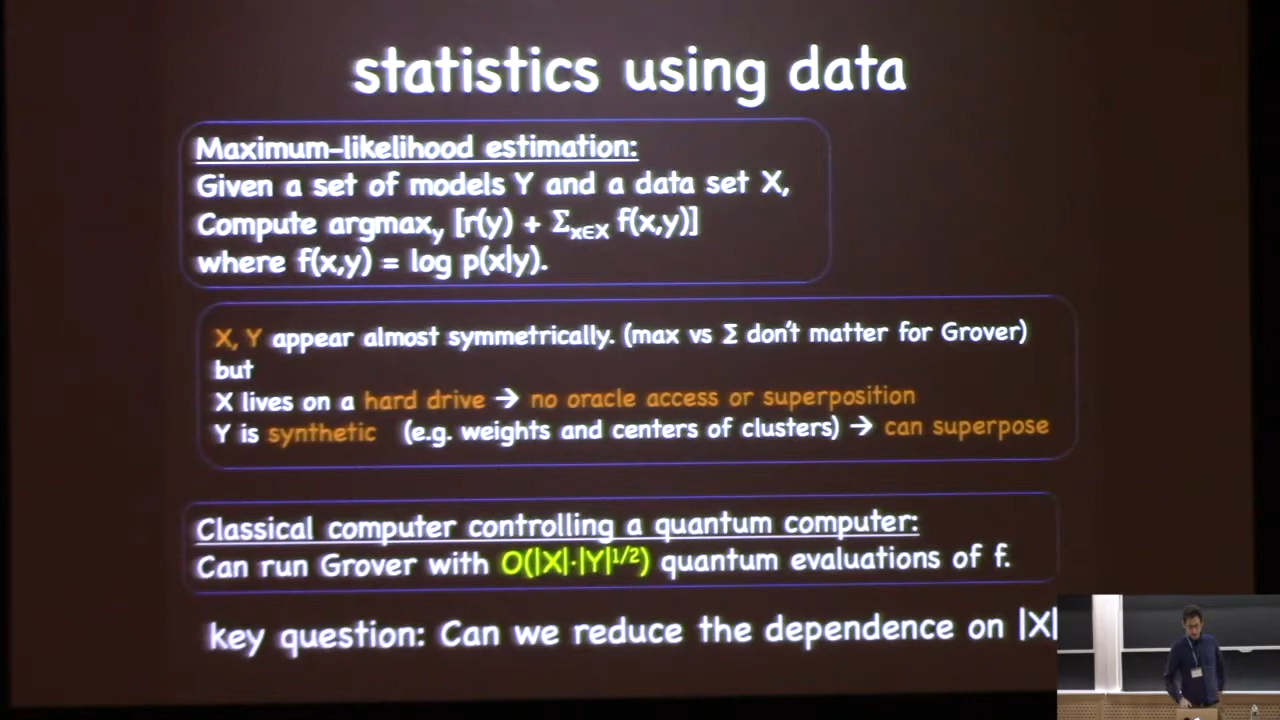 statistics using data
Maximum-likelihood estimation:
Given a set of models Y and a data set X,
Compute argmax_y [r(y) + Σ_{x∈X} f(x,y)]
where f(x,y) = log p(x|y).
X, Y appear almost symmetrically. (max vs Σ don't matter for Grover)
but
X lives on a hard drive → no oracle access or superposition
Y is synthetic (e.g. weights and centers of clusters) → can superpose
Classical computer controlling a quantum computer:
Can run Grover with O(|X|·|Y|^{1/2}) quantum evaluations of f.
key question: Can we reduce the dependence on |X|